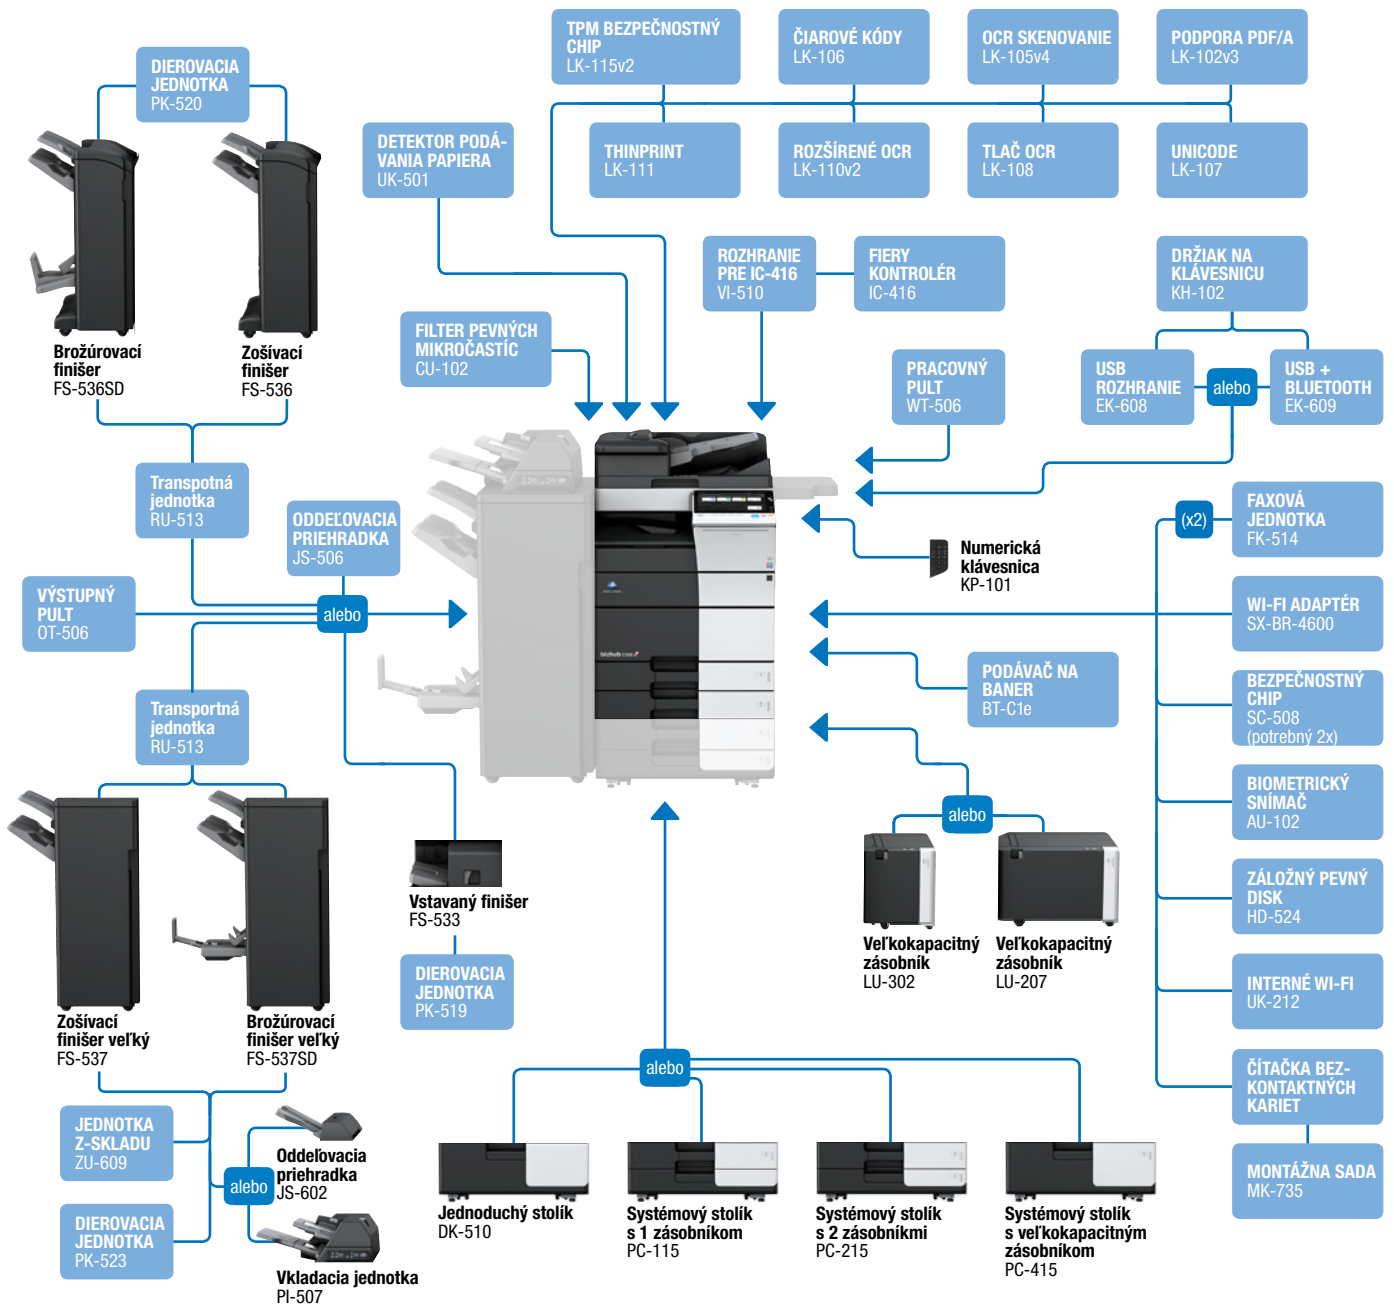 TPM BEZPEČNOSTNÝ
CHIP
LK-115v2
ČIAROVÉ KÓDY
LK-106
OCR SKENOVANIE
LK-105v4
PODPORA PDF/A
LK-102v3
DIEROVACIA
JEDNOTKA
PK-520
DETEKTOR PODÁ-
VANIA PAPIERA
UK-501
THINPRINT
LK-111
ROZŠÍRENÉ OCR
LK-110v2
TLAČ OCR
LK-108
UNICODE
LK-107
ROZHRANIE
PRE IC-416
VI-510
FIERY
KONTROLÉR
IC-416
DRŽIAK NA
KLÁVESNICU
KH-102
Brožúrovací
finišer
FS-536SD
Zošívací
finišer
FS-536
FILTER PEVNÝCH
MIKROČASTÍC
CU-102
PRACOVNÝ
PULT
WT-506
USB
ROZHRANIE
EK-608
alebo
USB +
BLUETOOTH
EK-609
Transpotná
jednotka
RU-513
ODDEĽOVACIA
PRIEHRADKA
JS-506
(x2)
FAXOVÁ
JEDNOTKA
FK-514
Numerická
klávesnica
KP-101
VÝSTUPNÝ
PULT
OT-506
alebo
WI-FI ADAPTÉR
SX-BR-4600
bizhub
PODÁVAČ NA
BANER
BT-C1e
BEZPEČNOSTNÝ
CHIP
SC-508
(potrebný 2x)
Transportná
jednotka
RU-513
BIOMETRICKÝ
SNÍMAČ
AU-102
alebo
Vstavaný finišer
FS-533
ZÁLOŽNÝ PEVNÝ
DISK
HD-524
Veľkokapacitný
zásobník
LU-302
Veľkokapacitný
zásobník
LU-207
DIEROVACIA
JEDNOTKA
PK-519
INTERNÉ WI-FI
UK-212
Zošívací
finišer veľký
FS-537
Brožúrovací
finišer veľký
FS-537SD
alebo
ČÍTAČKA BEZ-
KONTAKTNÝCH
KARIET
JEDNOTKA
Z-SKLADU
ZU-609
Oddeľovacia
priehradka
JS-602
alebo
MONTÁŽNA SADA
MK-735
DIEROVACIA
JEDNOTKA
PK-523
Vkladacia jednotka
PI-507
Jednoduchý stolík
DK-510
Systémový stolík
s 1 zásobníkom
PC-115
Systémový stolík
s 2 zásobníkmi
PC-215
Systémový stolík
s veľkokapacitným
zásobníkom
PC-415